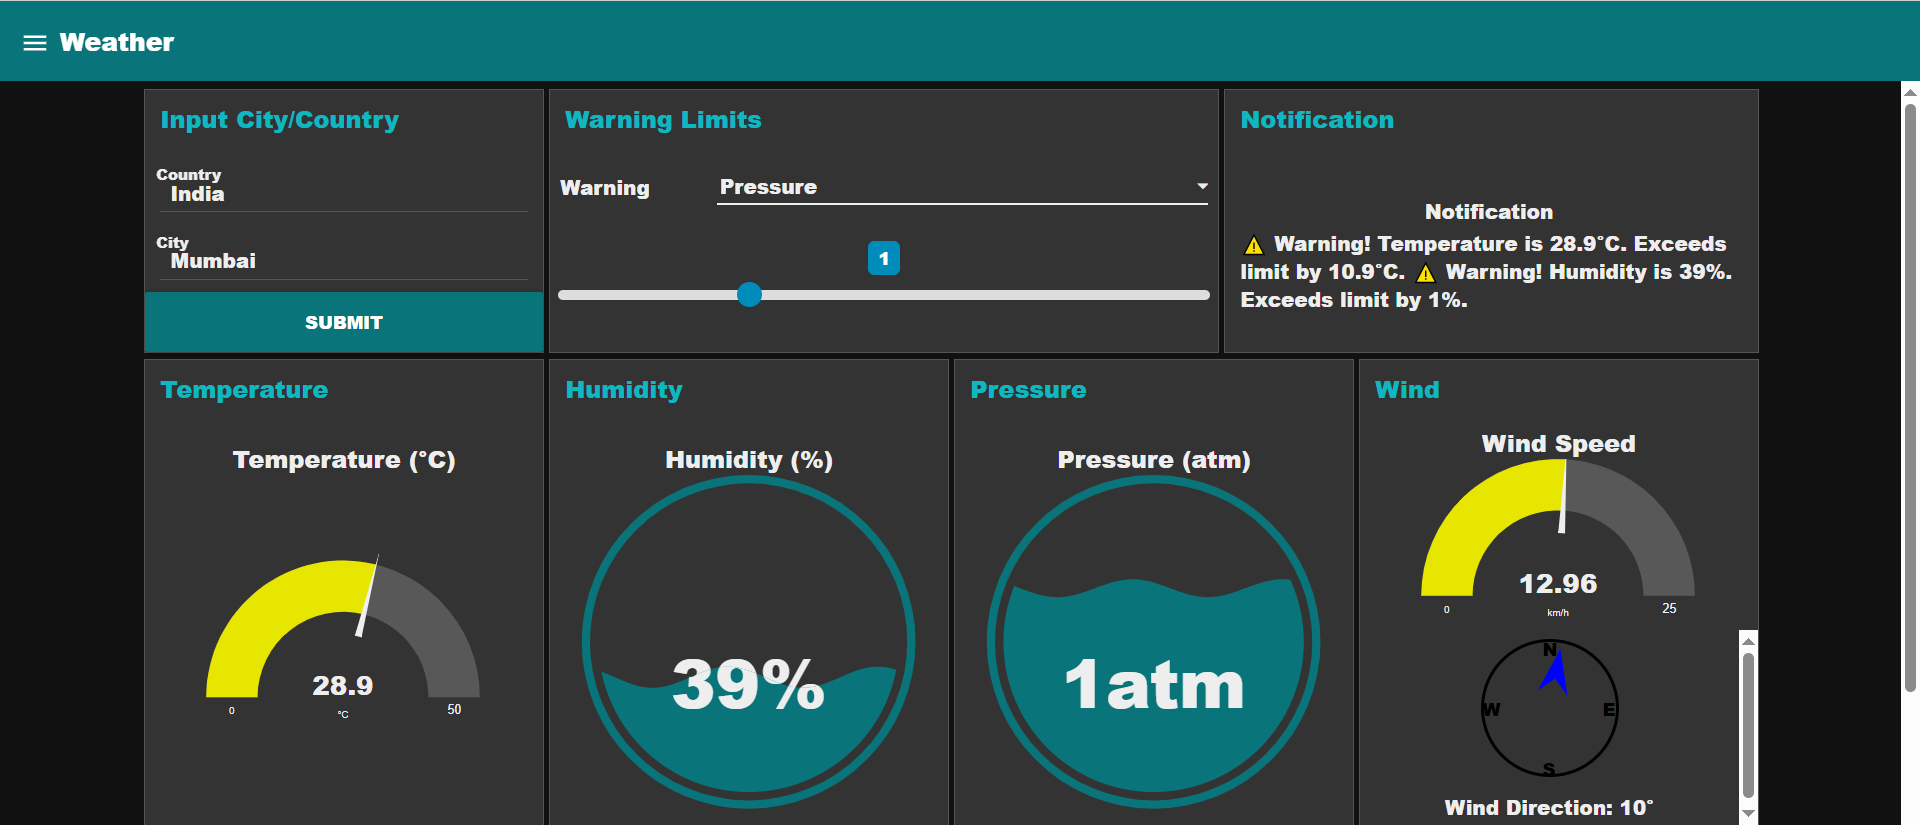 Weather
Input City/Country
Country
India
City
Mumbai
SUBMIT
Warning Limits
Warning
Pressure
1
Notification
Notification
⚠ Warning! Temperature is 28.9°C. Exceeds
limit by 10.9°C. ⚠ Warning! Humidity is 39%.
Exceeds limit by 1%.
Temperature
Temperature (°C)
28.9
0
°C
50
Humidity
Humidity (%)
39%
Pressure
Pressure (atm)
1atm
Wind
Wind Speed
12.96
0
km/h
25
N
W
E
S
Wind Direction: 10°